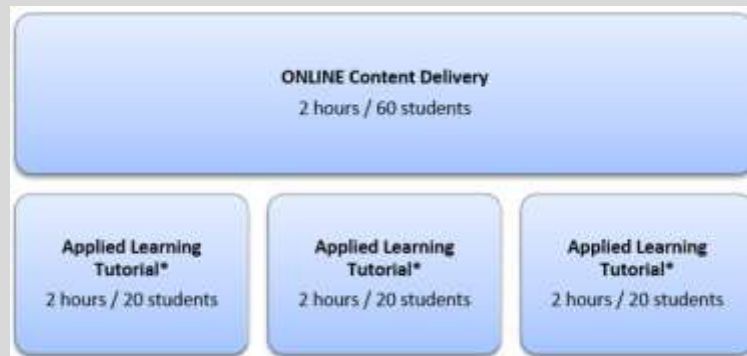 ONLINE Content Delivery
2 hours / 60 students
Applied Learning
Tutorial*
2 hours / 20 students
Applied Learning
Tutorial*
2 hours / 20 students
Applied Learning
Tutorial*
2 hours / 20 students